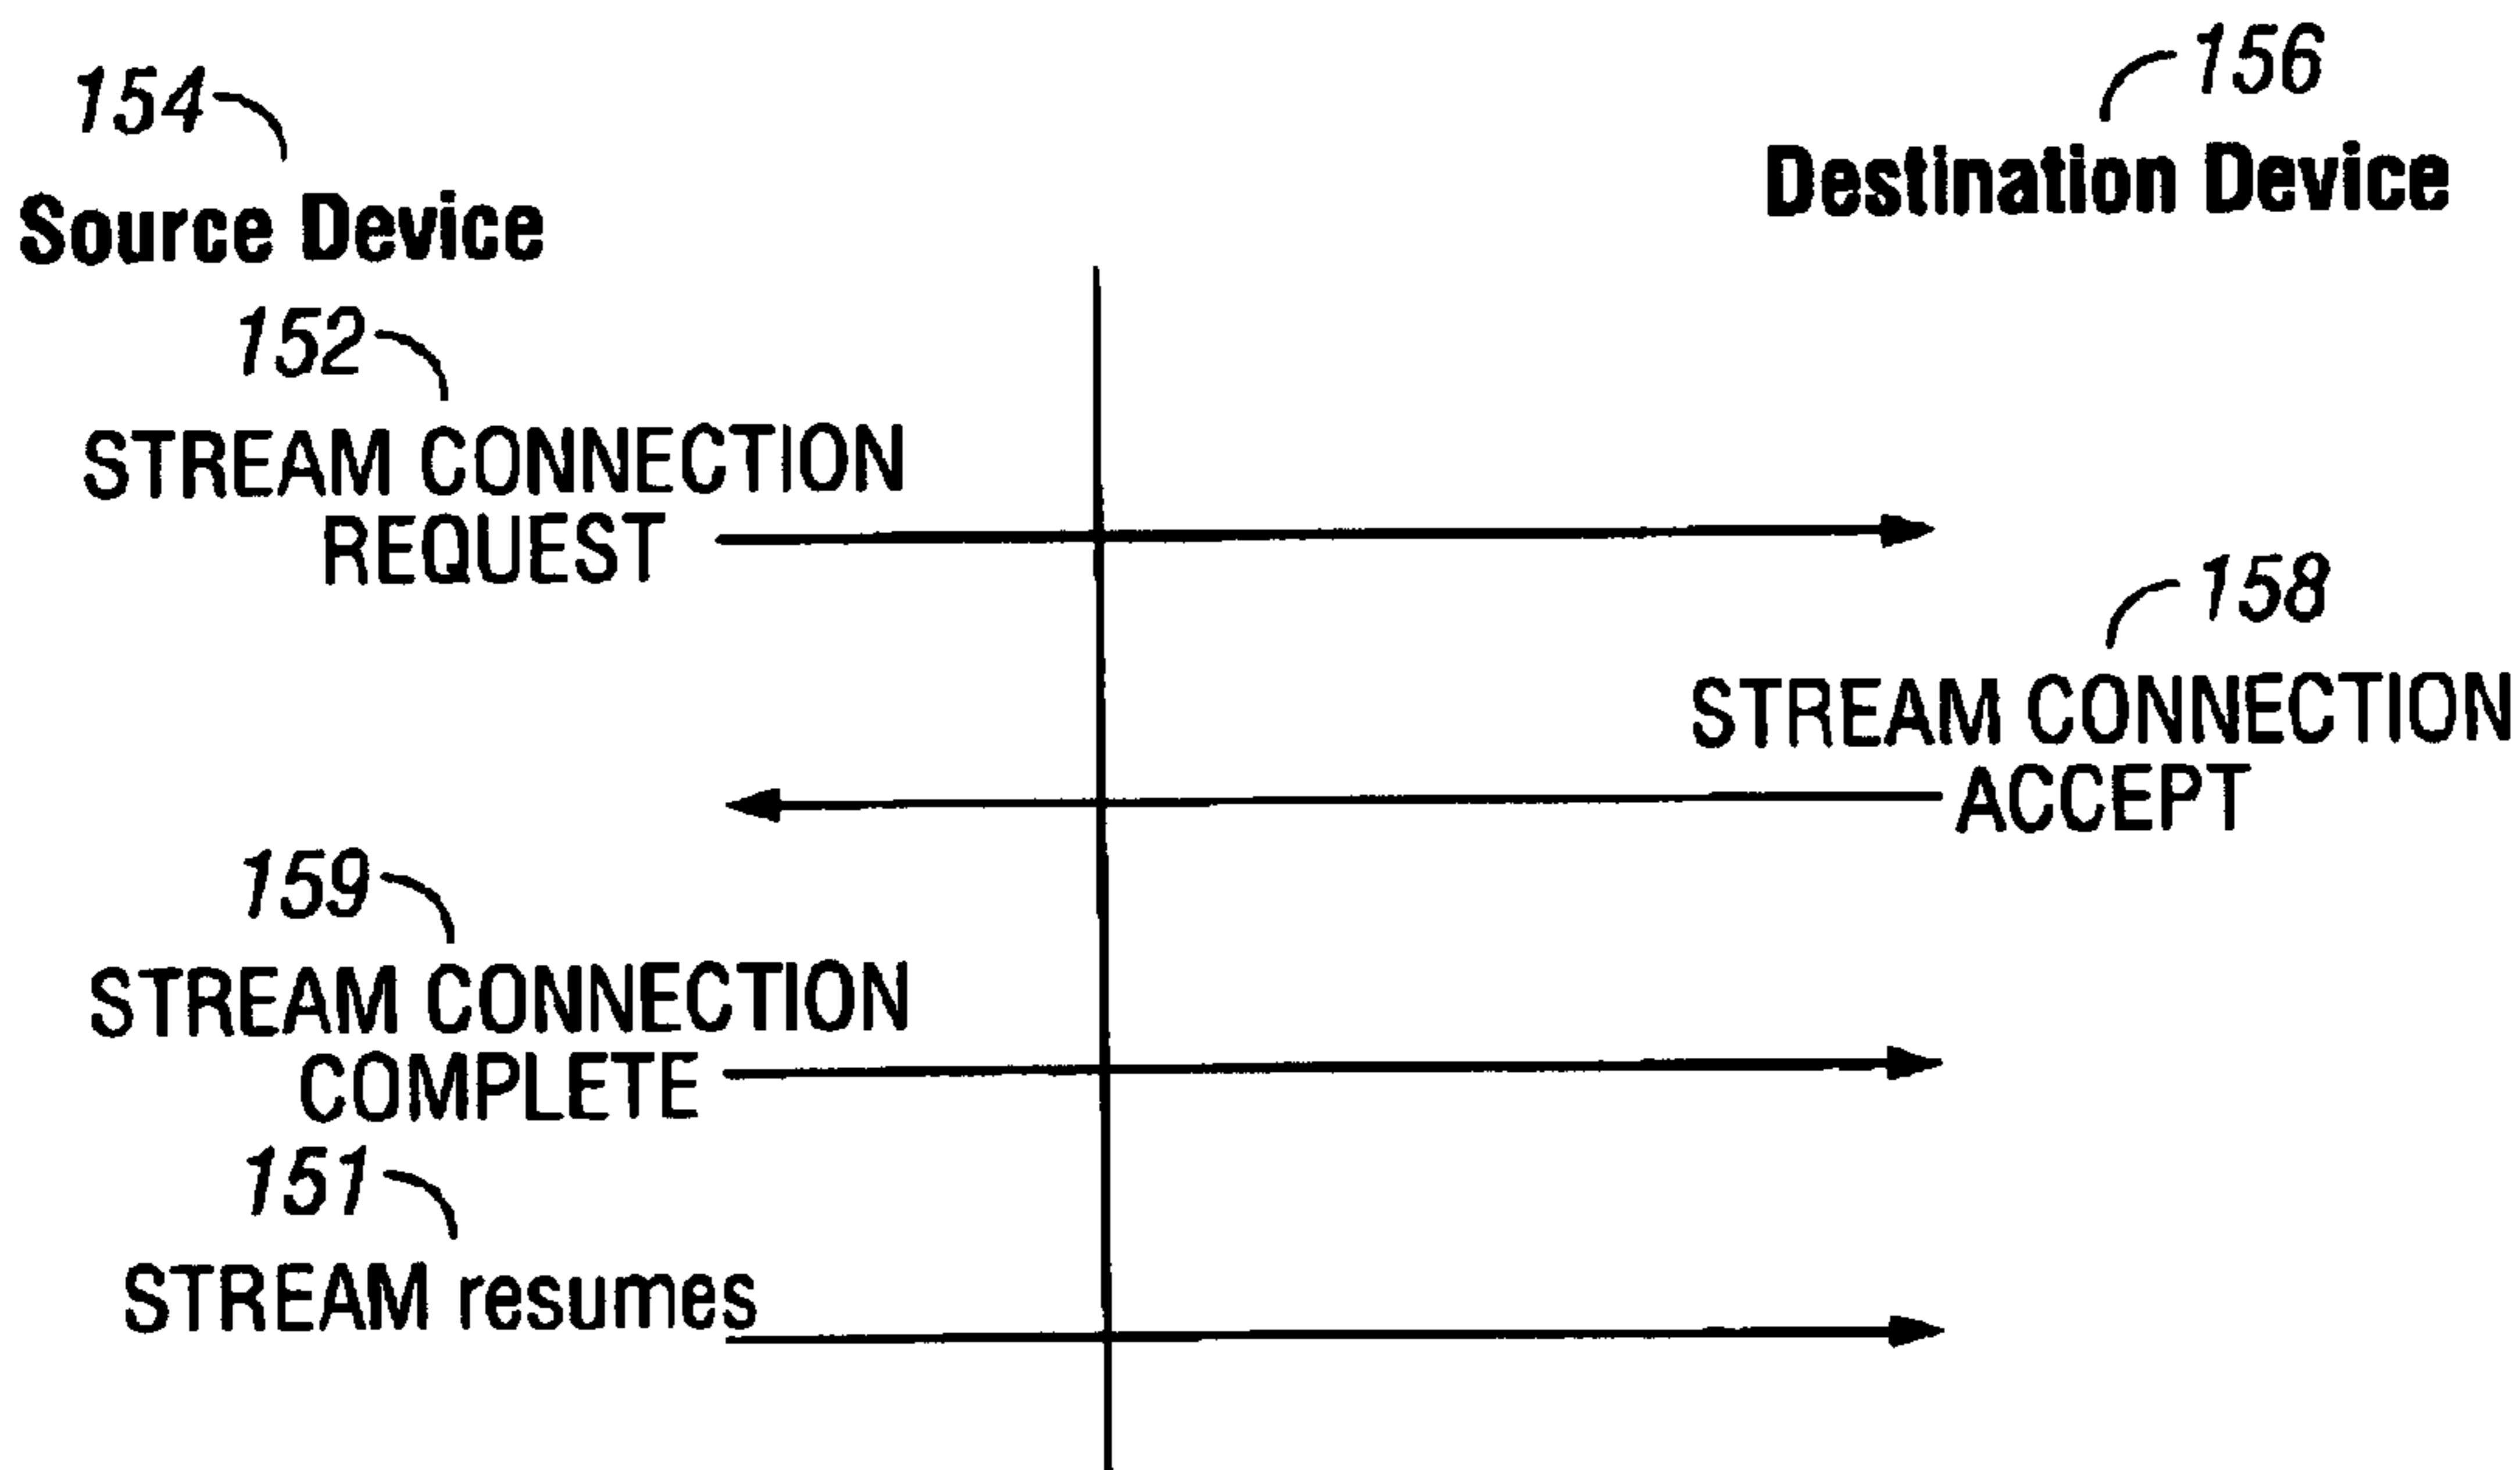 154
156
Source Device
Destination Device
152
STREAM CONNECTION
REQUEST
158
STREAM CONNECTION
ACCEPT
159
STREAM CONNECTION
COMPLETE
151
STREAM resumes